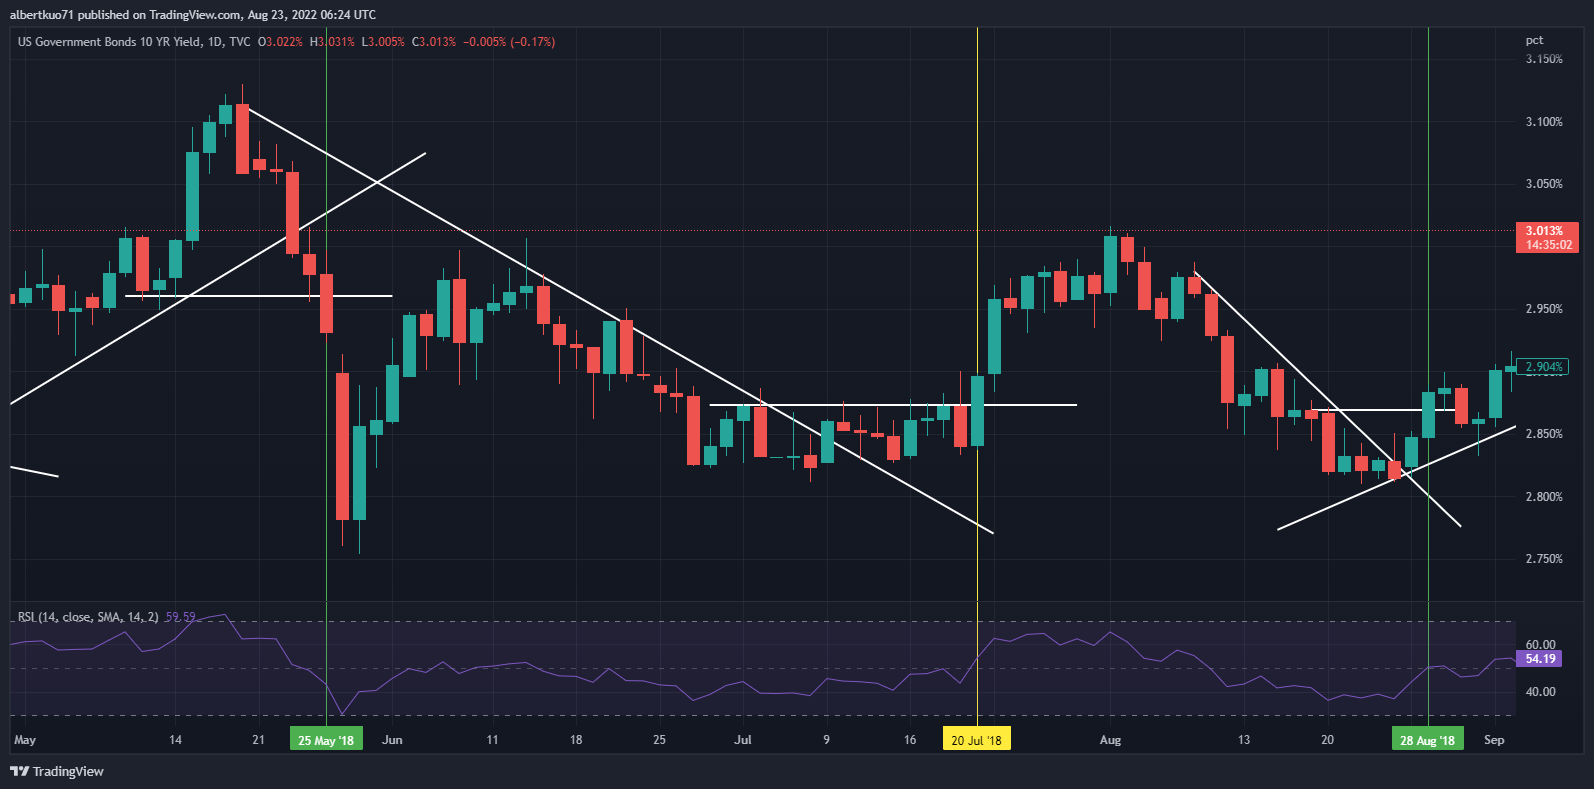 albertkuo71 published on TradingView.com, Aug 23, 2022 06:24 UTC
US Government Bonds 10 YR Yield, 1D, TVC O3.022% H3.031% L3.005% C3.013% −0.005% (−0.17%)
pct
3.150%
3.100%
3.050%
3.013%
14:35:02
2.950%
2.904%
2.850%
2.800%
2.750%
RSI (14, close, SMA, 14, 2) 59.59
60.00
54.19
40.00
May 14 21 25 May '18 Jun 11 18 25 Jul 9 16 20 Jul '18 Aug 13 20 28 Aug '18 Sep
TradingView